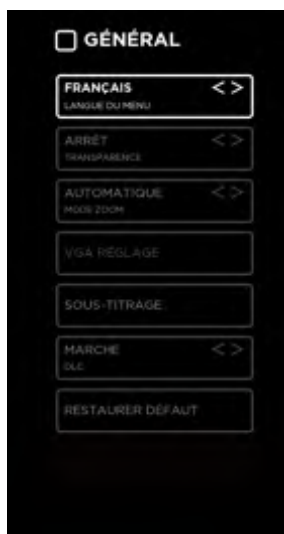 GÉNÉRAL
FRANÇAIS < >
LANGUE DU MENU
ARRÊT < >
TRANSPARENCE
AUTOMATIQUE < >
MODE ZOOM
VGA RÉGLAGE
SOUS-TITRAGE
MARCHE < >
DLC
RESTAURER DÉFAUT